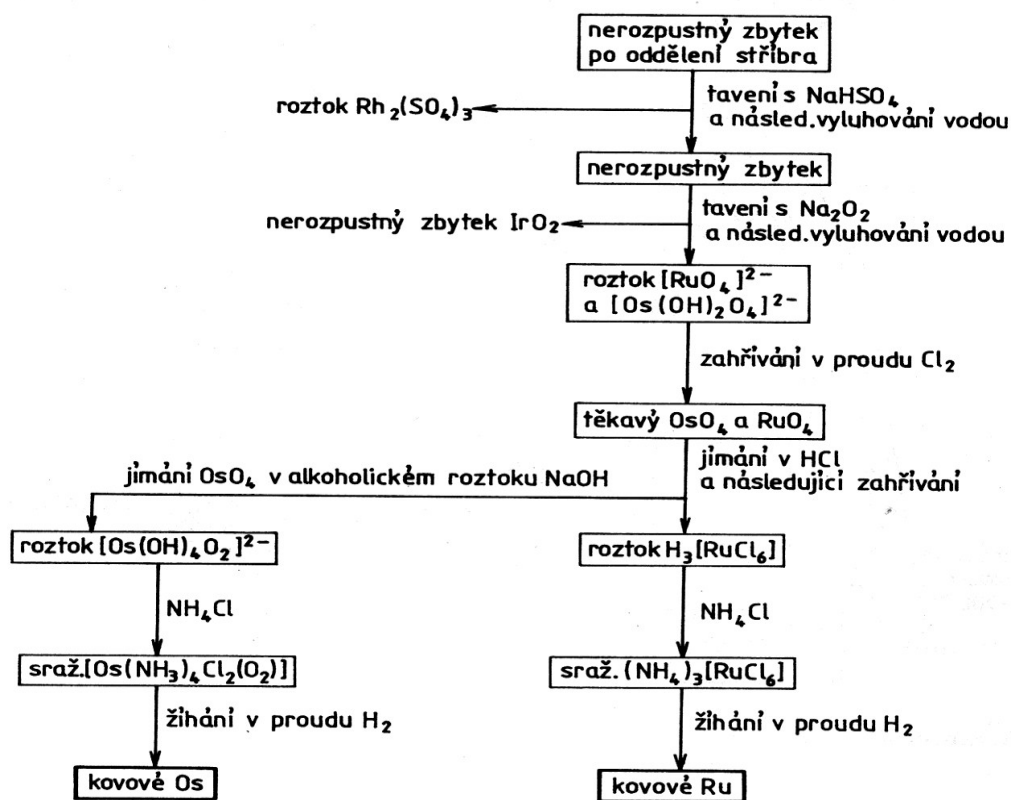 nerozpustný zbytek
po oddělení stříbra
tavení s NaHSO₄
a násled.vyluhování vodou
roztok Rh₂(SO₄)₃
nerozpustný zbytek
tavení s Na₂O₂
a násled.vyluhování vodou
nerozpustný zbytek IrO₂
roztok [RuO₄]²⁻
a [Os(OH)₂O₄]²⁻
zahřívání v proudu Cl₂
těkavý OsO₄ a RuO₄
jímání v HCl
a následující zahřívání
jímání OsO₄ v alkoholickém roztoku NaOH
roztok [Os(OH)₄O₂]²⁻
roztok H₃[RuCl₆]
NH₄Cl
NH₄Cl
sraž.[Os(NH₃)₄Cl₂(O₂)]
sraž. (NH₄)₃[RuCl₆]
žíhání v proudu H₂
žíhání v proudu H₂
kovové Os
kovové Ru